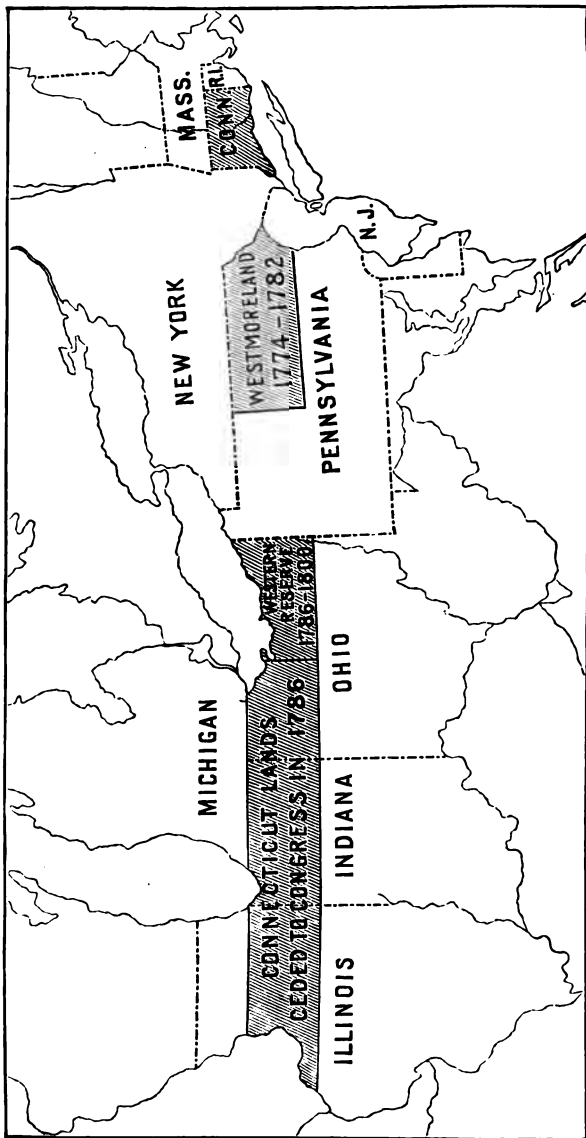 MASS.
CONN.
R.I.
NEW YORK
WESTMORELAND
1774-1782
N.J.
PENNSYLVANIA
MICHIGAN
WESTERN
RESERVE
1786-1800
CONNECTICUT LANDS
CEDED TO CONGRESS IN 1786
OHIO
INDIANA
ILLINOIS